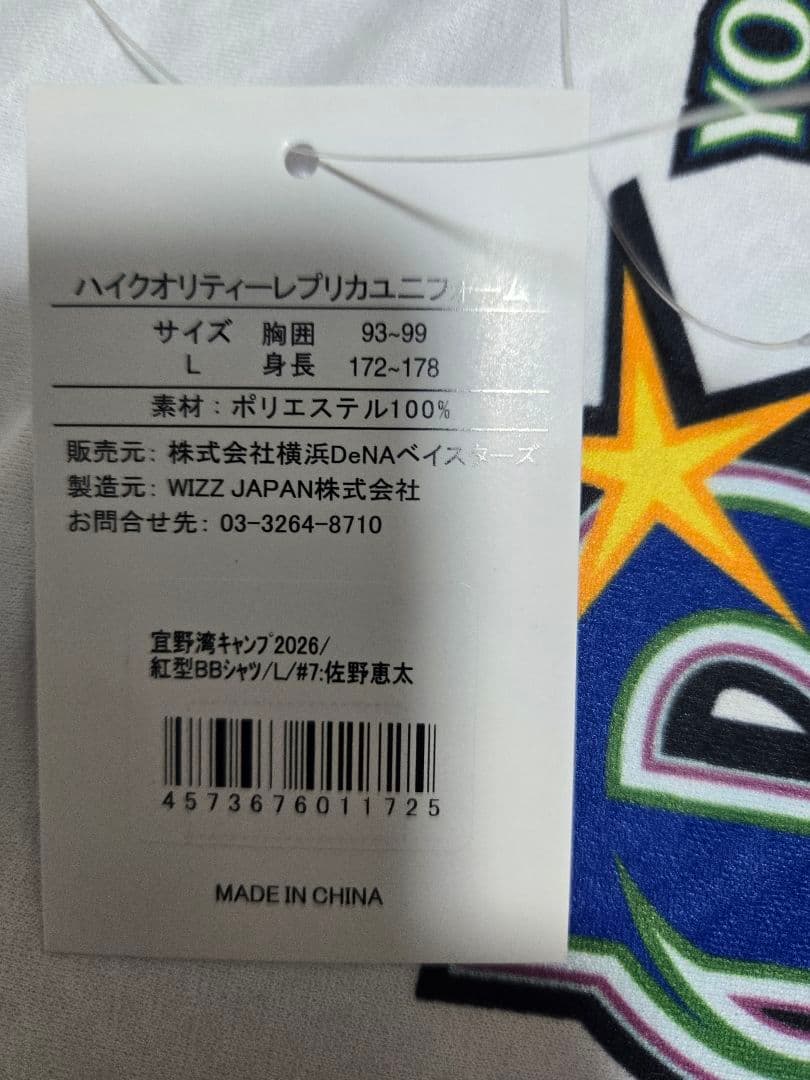 YO
ハイクオリティーレプリカユニフォーム
サイズ 胸囲 93~99
L 身長 172~178
素材：ポリエステル100%
販売元: 株式会社横浜DeNAベイスターズ
製造元: WIZZ JAPAN株式会社
お問合せ先: 03-3264-8710
宜野湾ｷｬﾝﾌﾟ2026/
紅型BBｼｬﾂ/L/#7:佐野恵太
4573676011725
MADE IN CHINA
B